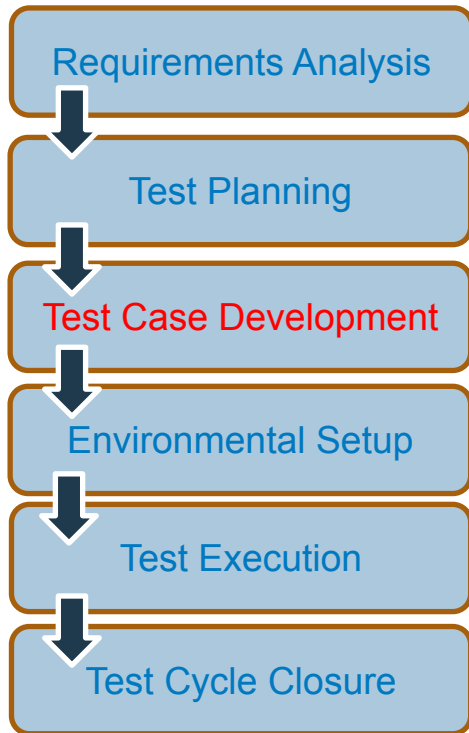 Requirements Analysis
Test Planning
Test Case Development
Environmental Setup
Test Execution
Test Cycle Closure